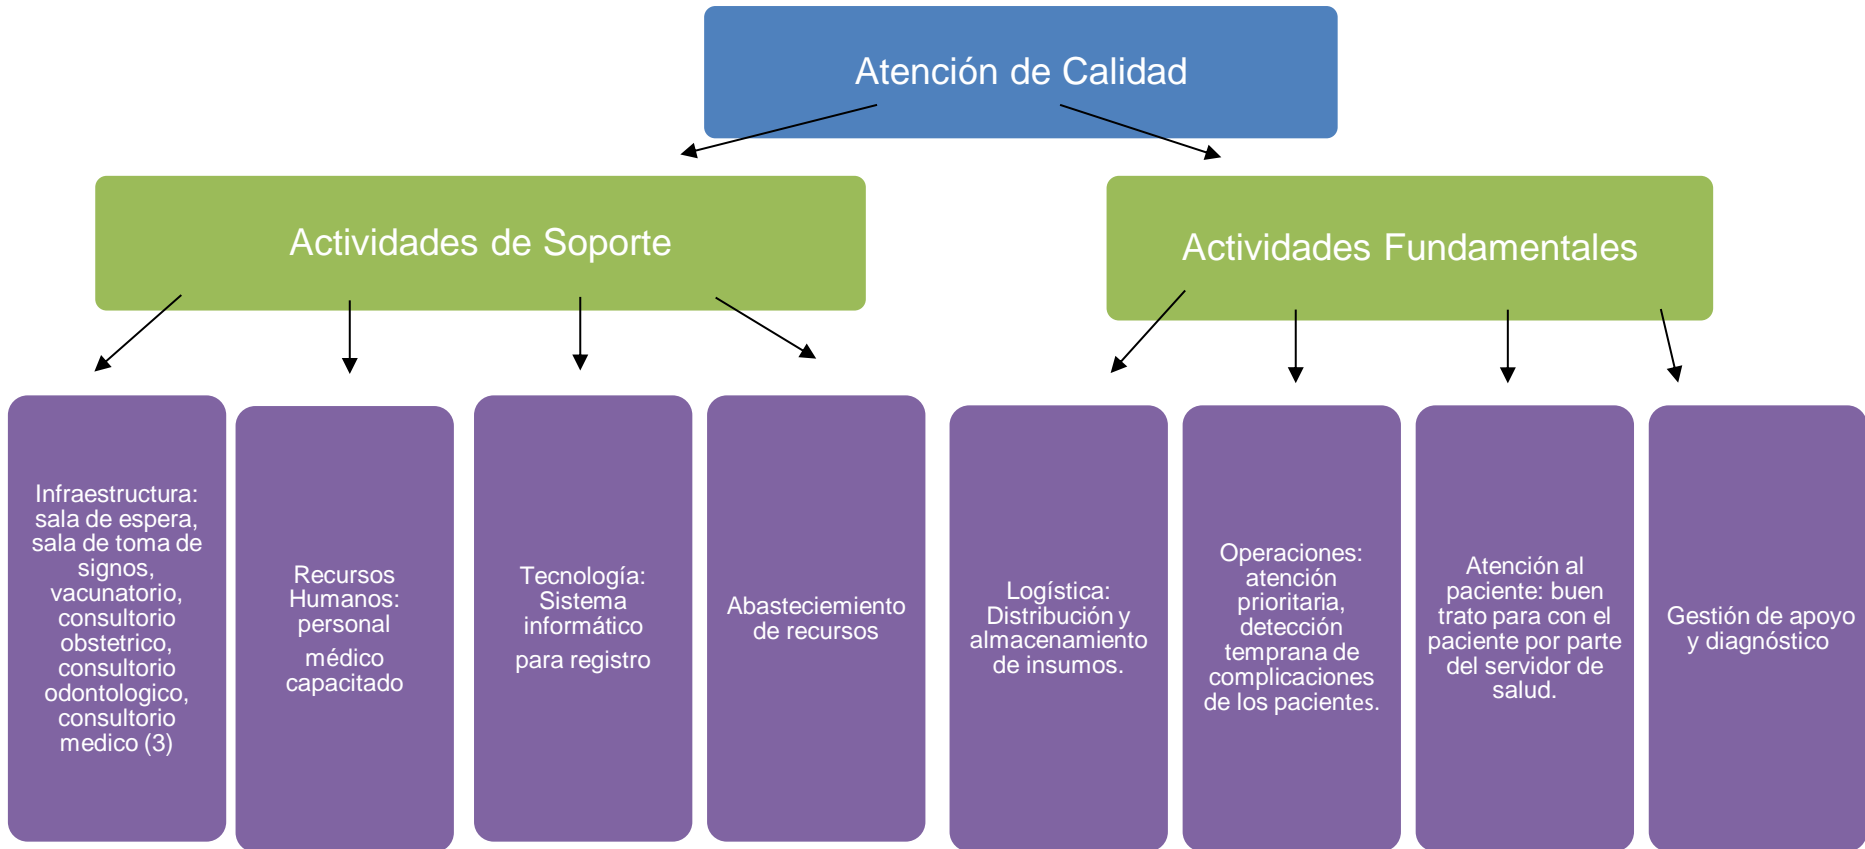 Atención de Calidad
Actividades de Soporte
Actividades Fundamentales
Infraestructura:
sala de espera,
sala de toma de
signos,
vacunatorio,
consultorio
obstetrico,
consultorio
odontologico,
consultorio
medico (3)
Recursos
Humanos:
personal
médico
capacitado
Tecnología:
Sistema
informático
para registro
Abasteciemiento
de recursos
Logística:
Distribución y
almacenamiento
de insumos.
Operaciones:
atención
prioritaria,
detección
temprana de
complicaciones
de los pacientes.
Atención al
paciente: buen
trato para con el
paciente por parte
del servidor de
salud.
Gestión de apoyo
y diagnóstico